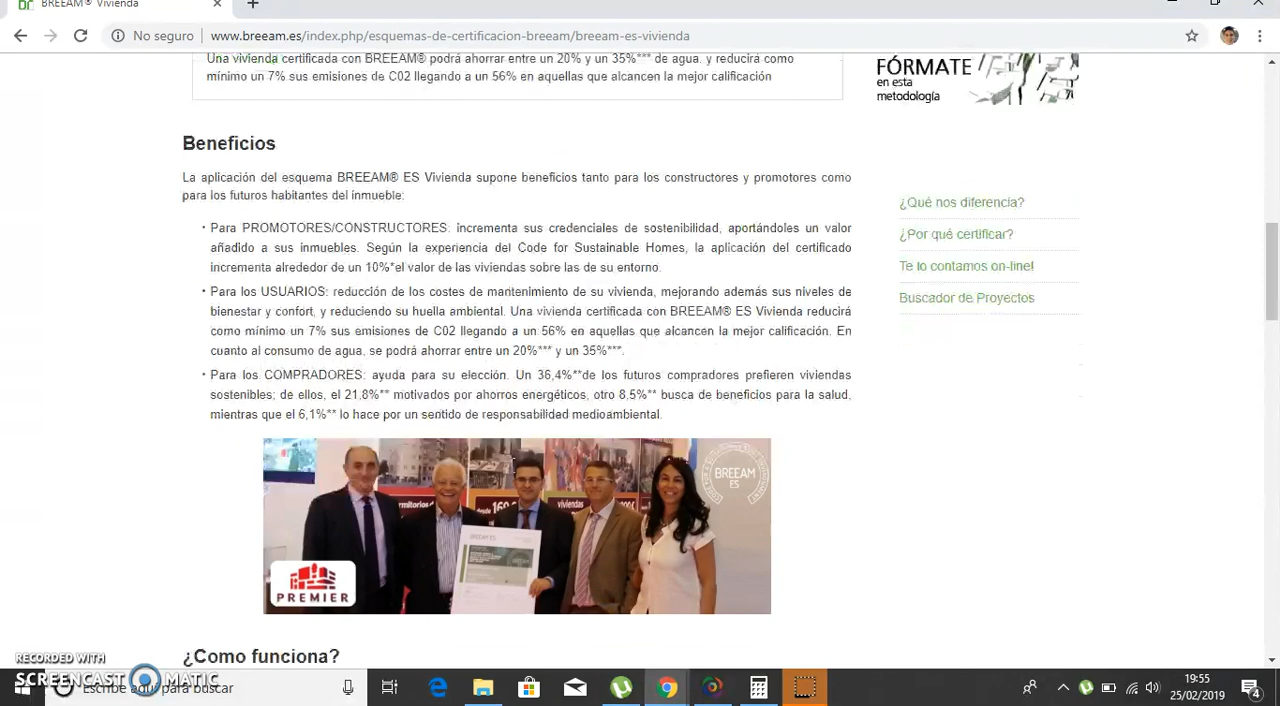 BREEAM® Vivienda
No seguro
www.breeam.es/index.php/esquemas-de-certificacion-breeam/breeam-es-vivienda
Una vivienda certificada con BREEAM® podrá ahorrar entre un 20% y un 35%*** de agua. y reducirá como
mínimo un 7% sus emisiones de C02 llegando a un 56% en aquellas que alcancen la mejor calificación
FÓRMATE
en esta
metodología
Beneficios
La aplicación del esquema BREEAM® ES Vivienda supone beneficios tanto para los constructores y promotores como
para los futuros habitantes del inmueble:
• Para PROMOTORES/CONSTRUCTORES: incrementa sus credenciales de sostenibilidad, aportándoles un valor
añadido a sus inmuebles. Según la experiencia del Code for Sustainable Homes, la aplicación del certificado
incrementa alrededor de un 10%*el valor de las viviendas sobre las de su entorno.
• Para los USUARIOS: reducción de los costes de mantenimiento de su vivienda, mejorando además sus niveles de
bienestar y confort, y reduciendo su huella ambiental. Una vivienda certificada con BREEAM® ES Vivienda reducirá
como mínimo un 7% sus emisiones de C02 llegando a un 56% en aquellas que alcancen la mejor calificación. En
cuanto al consumo de agua, se podrá ahorrar entre un 20%*** y un 35%***.
• Para los COMPRADORES: ayuda para su elección. Un 36,4%**de los futuros compradores prefieren viviendas
sostenibles; de ellos, el 21,8%** motivados por ahorros energéticos, otro 8.5%** busca de beneficios para la salud,
mientras que el 6,1%** lo hace por un sentido de responsabilidad medioambiental.
¿Qué nos diferencia?
¿Por qué certificar?
Te lo contamos on-line!
Buscador de Proyectos
viviendas
BREEAM
ES
BREEAM ES
PREMIER
¿Como funciona?
RECORDED WITH
SCREENCAST MATIC
Escribe aquí para buscar
19:55
25/02/2019
4